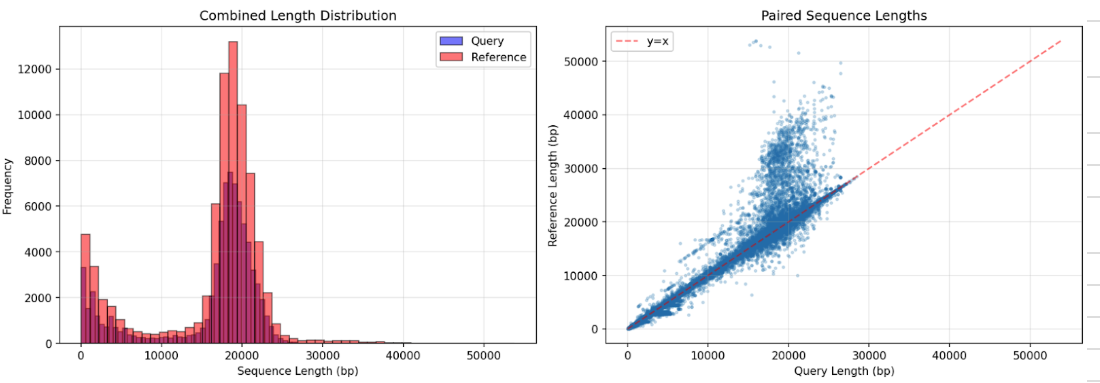 Combined Length Distribution
Query
Reference
12000
10000
8000
6000
4000
2000
0
Frequency
0
10000
20000
30000
40000
50000
Sequence Length (bp)
Paired Sequence Lengths
y=x
50000
40000
30000
20000
10000
0
Reference Length (bp)
0
10000
20000
30000
40000
50000
Query Length (bp)